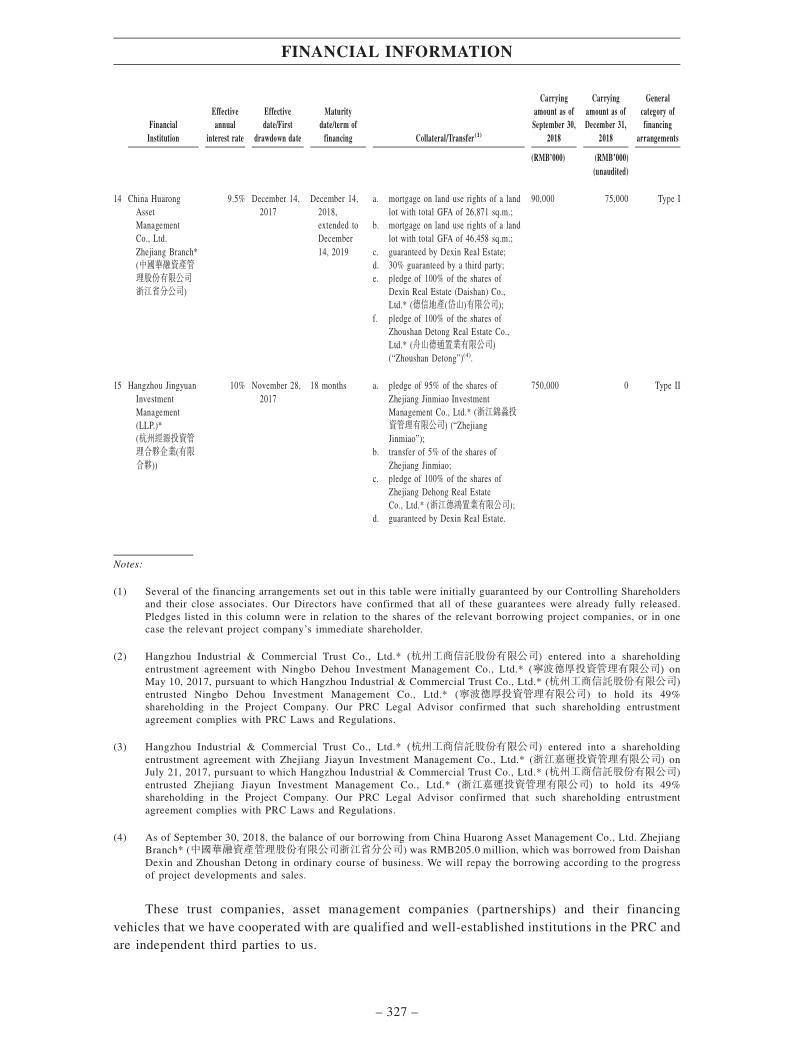 FINANCIAL INFORMATION
Financial
Institution
Effective
annual
interest rate
Effective
date/First
drawdown date
Maturity
date/term of
financing
Collateral/Transfer(1)
Carrying
amount as of
September 30,
2018
Carrying
amount as of
December 31,
2018
General
category of
financing
arrangements
(RMB'000)
(RMB'000)
(unaudited)
14 China Huarong
Asset
Management
Co., Ltd.
Zhejiang Branch*
(中國華融資產管
理股份有限公司
浙江省分公司)
9.5%
December 14,
2017
December 14,
2018,
extended to
December
14, 2019
a. mortgage on land use rights of a land
lot with total GFA of 26,871 sq.m.;
b. mortgage on land use rights of a land
lot with total GFA of 46,458 sq.m.;
c. guaranteed by Dexin Real Estate;
d. 30% guaranteed by a third party;
e. pledge of 100% of the shares of
Dexin Real Estate (Daishan) Co.,
Ltd.* (德信地產(岱山)有限公司);
f. pledge of 100% of the shares of
Zhoushan Detong Real Estate Co.,
Ltd.* (舟山德通置業有限公司)
(“Zhoushan Detong”)(4).
90,000
75,000
Type I
15 Hangzhou Jingyuan
Investment
Management
(LLP.)*
(杭州經源投資管
理合夥企業(有限
合夥))
10%
November 28,
2017
18 months
a. pledge of 95% of the shares of
Zhejiang Jinmiao Investment
Management Co., Ltd.* (浙江錦淼投
資管理有限公司) (“Zhejiang
Jinmiao”);
b. transfer of 5% of the shares of
Zhejiang Jinmiao;
c. pledge of 100% of the shares of
Zhejiang Dehong Real Estate
Co., Ltd.* (浙江德鴻置業有限公司);
d. guaranteed by Dexin Real Estate.
750,000
0
Type II
Notes:
(1) Several of the financing arrangements set out in this table were initially guaranteed by our Controlling Shareholders
and their close associates. Our Directors have confirmed that all of these guarantees were already fully released.
Pledges listed in this column were in relation to the shares of the relevant borrowing project companies, or in one
case the relevant project company's immediate shareholder.
(2) Hangzhou Industrial & Commercial Trust Co., Ltd.* (杭州工商信託股份有限公司) entered into a shareholding
entrustment agreement with Ningbo Dehou Investment Management Co., Ltd.* (寧波德厚投資管理有限公司) on
May 10, 2017, pursuant to which Hangzhou Industrial & Commercial Trust Co., Ltd.* (杭州工商信託股份有限公司)
entrusted Ningbo Dehou Investment Management Co., Ltd.* (寧波德厚投資管理有限公司) to hold its 49%
shareholding in the Project Company. Our PRC Legal Advisor confirmed that such shareholding entrustment
agreement complies with PRC Laws and Regulations.
(3) Hangzhou Industrial & Commercial Trust Co., Ltd.* (杭州工商信託股份有限公司) entered into a shareholding
entrustment agreement with Zhejiang Jiayun Investment Management Co., Ltd.* (浙江嘉運投資管理有限公司) on
July 21, 2017, pursuant to which Hangzhou Industrial & Commercial Trust Co., Ltd.* (杭州工商信託股份有限公司)
entrusted Zhejiang Jiayun Investment Management Co., Ltd.* (浙江嘉運投資管理有限公司) to hold its 49%
shareholding in the Project Company. Our PRC Legal Advisor confirmed that such shareholding entrustment
agreement complies with PRC Laws and Regulations.
(4) As of September 30, 2018, the balance of our borrowing from China Huarong Asset Management Co., Ltd. Zhejiang
Branch* (中國華融資產管理股份有限公司浙江省分公司) was RMB205.0 million, which was borrowed from Daishan
Dexin and Zhoushan Detong in ordinary course of business. We will repay the borrowing according to the progress
of project developments and sales.
These trust companies, asset management companies (partnerships) and their financing
vehicles that we have cooperated with are qualified and well-established institutions in the PRC and
are independent third parties to us.
– 327 –